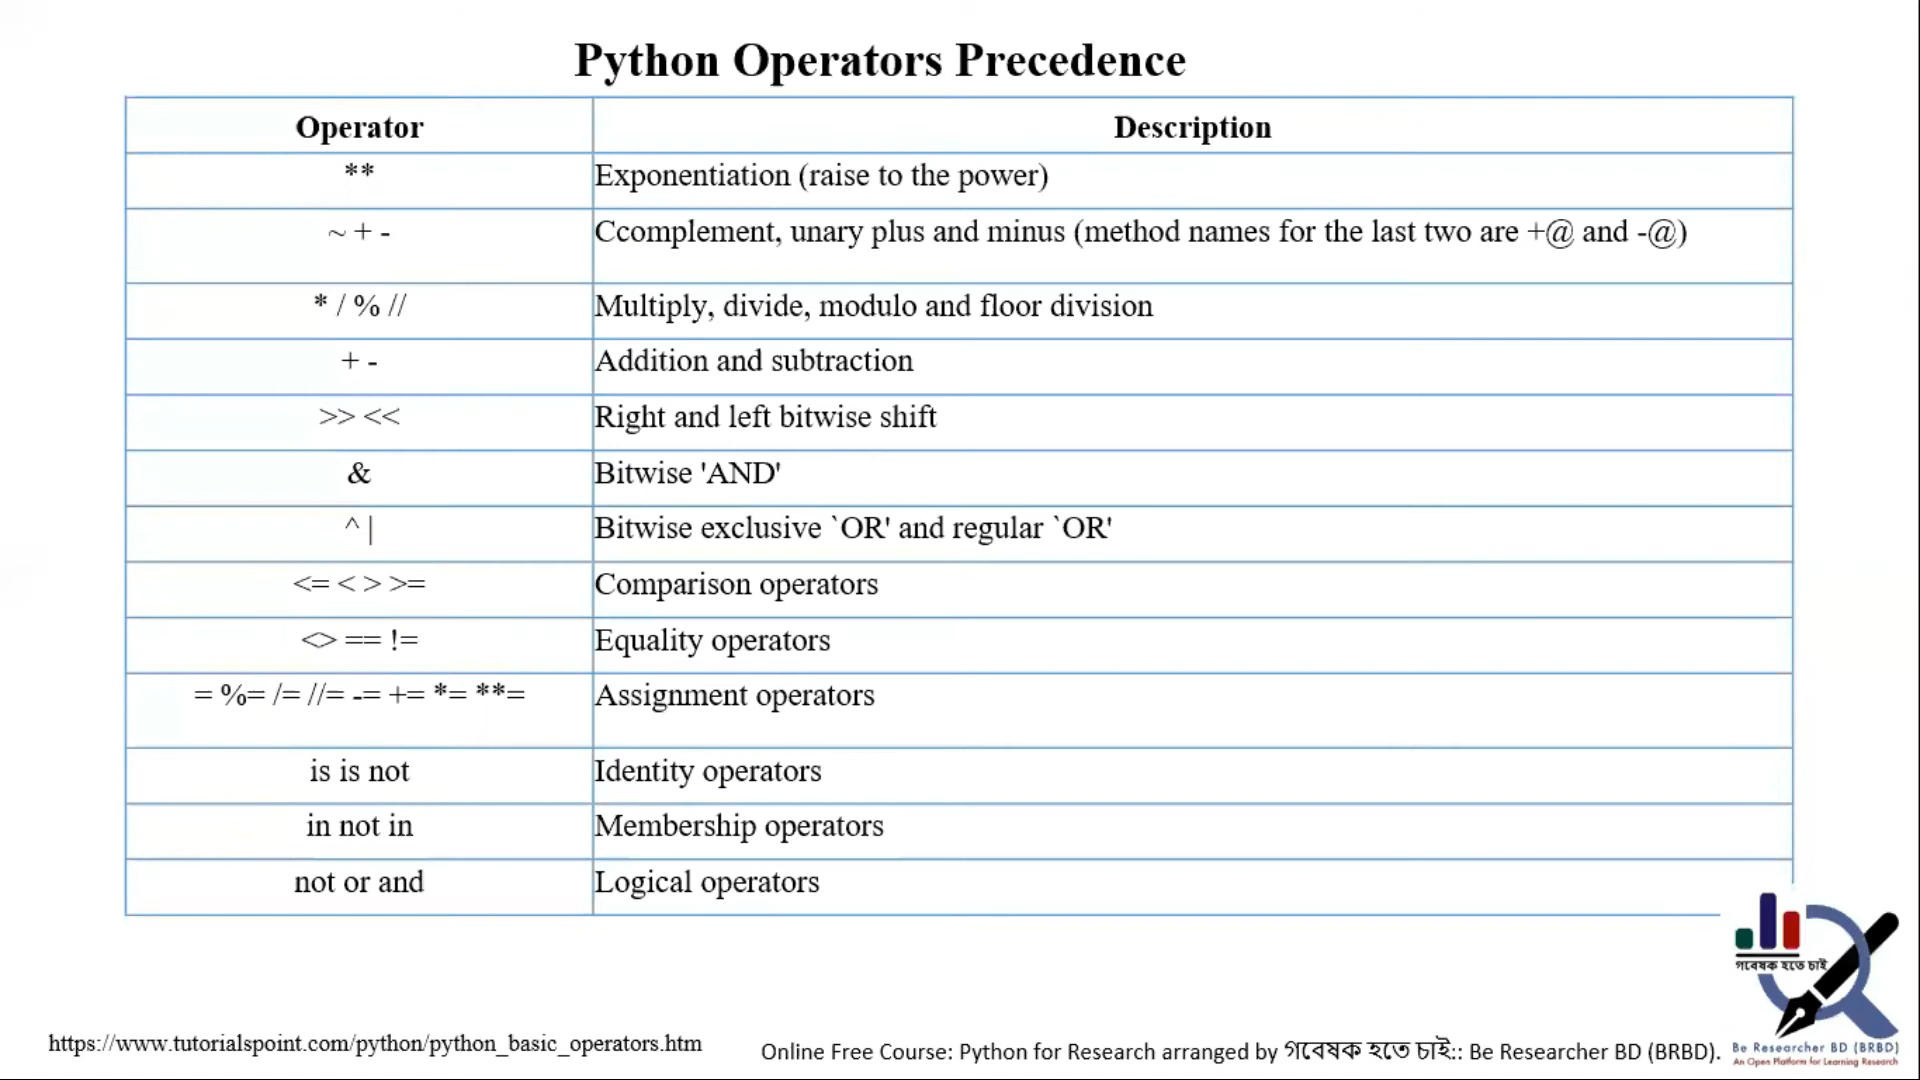 Python Operators Precedence
Operator Description
** Exponentiation (raise to the power)
~ + - Ccomplement, unary plus and minus (method names for the last two are +@ and -@)
* / % // Multiply, divide, modulo and floor division
+ - Addition and subtraction
>> << Right and left bitwise shift
& Bitwise 'AND'
^ | Bitwise exclusive `OR' and regular `OR'
<= < > >= Comparison operators
<> == != Equality operators
= %= /= //= -= += *= **= Assignment operators
is is not Identity operators
in not in Membership operators
not or and Logical operators
গবেষক হতে চাই
https://www.tutorialspoint.com/python/python_basic_operators.htm
Online Free Course: Python for Research arranged by গবেষক হতে চাই:: Be Researcher BD (BRBD).
Be Researcher BD (BRBD)
An Open Platform for Learning Research